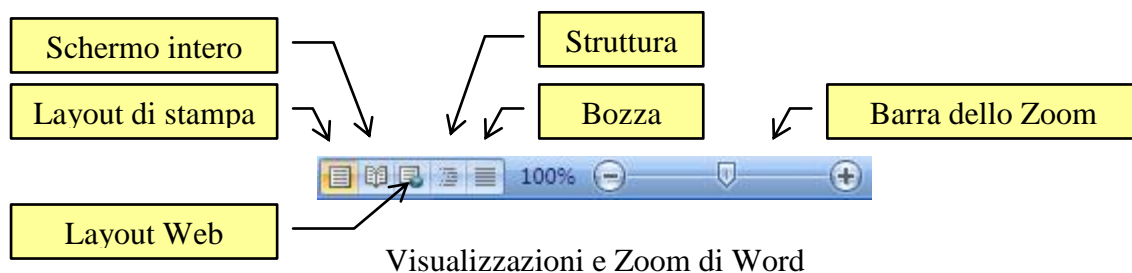 Schermo intero
Struttura
Layout di stampa
Bozza
Barra dello Zoom
100%
Layout Web
Visualizzazioni e Zoom di Word